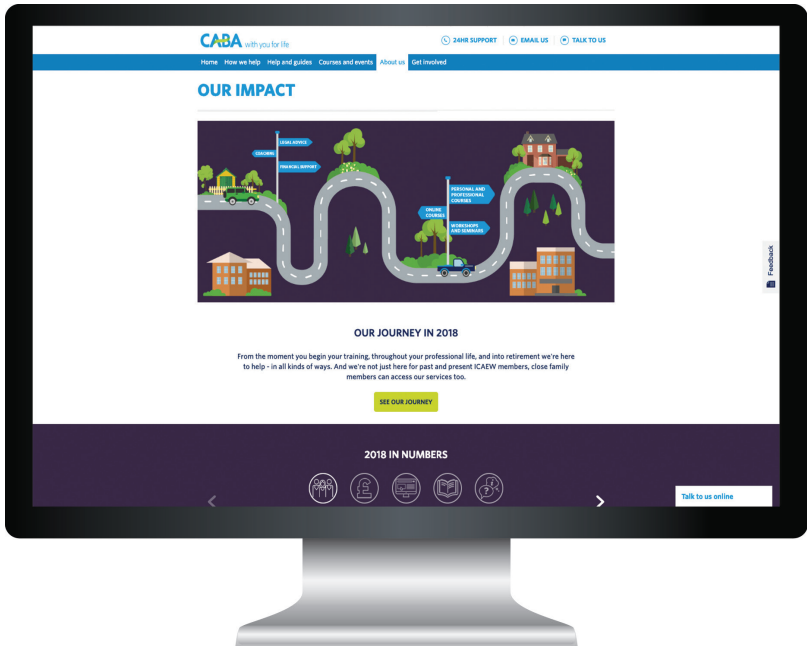 CABA with you for life
24HR SUPPORT
EMAIL US
TALK TO US
Home How we help Help and guides Courses and events About us Get Involved
OUR IMPACT
LEGAL ADVICE
COACHING
FINANCIAL SUPPORT
PERSONAL AND
PROFESSIONAL
COURSES
ONLINE
COURSES
WORKSHOPS
AND SEMINARS
Feedback
OUR JOURNEY IN 2018
From the moment you begin your training, throughout your professional life, and into retirement we're here
to help - in all kinds of ways. And we're not just here for past and present ICAEW members, close family
members can access our services too.
SEE OUR JOURNEY
2018 IN NUMBERS
Talk to us online